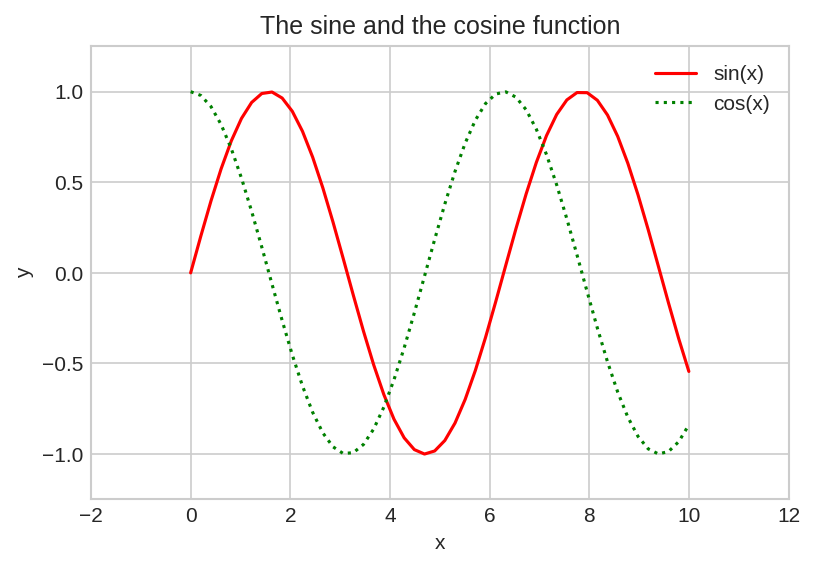 The sine and the cosine function
sin(x)
cos(x)
1.0
0.5
0.0
−0.5
−1.0
y
−2 0 2 4 6 8 10 12
x